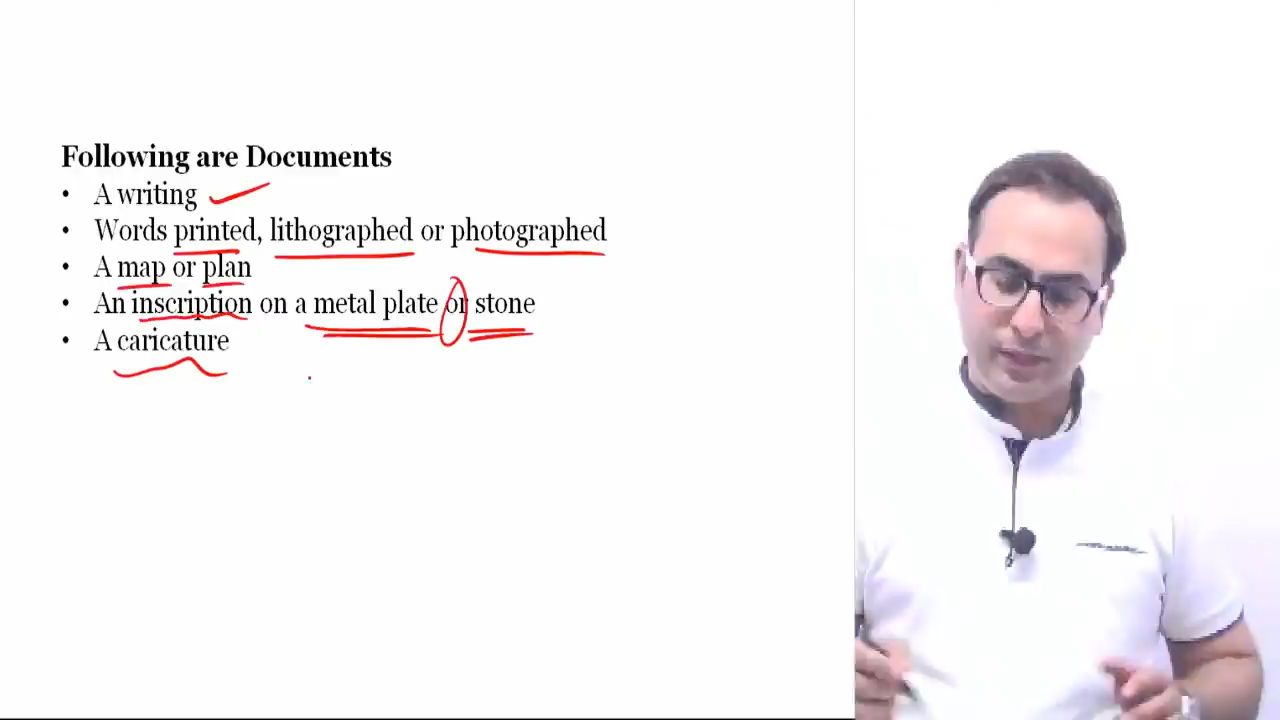 Following are Documents
• A writing
• Words printed, lithographed or photographed
• A map or plan
• An inscription on a metal plate or stone
• A caricature